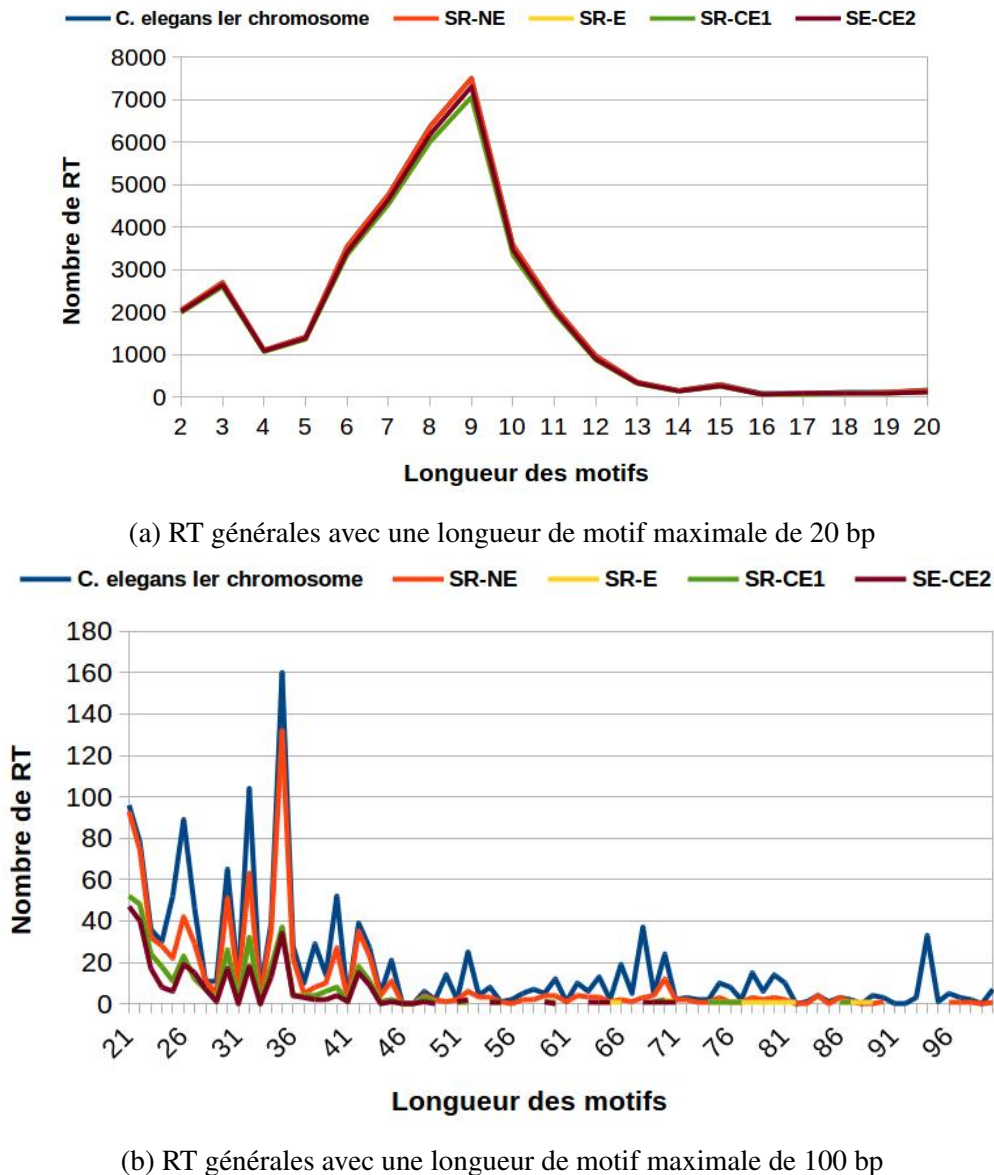 C. elegans Ier chromosome SR-NE SR-E SR-CE1 SE-CE2
8000
7000
6000
5000
4000
3000
2000
1000
0
Nombre de RT
2 3 4 5 6 7 8 9 10 11 12 13 14 15 16 17 18 19 20
Longueur des motifs
(a) RT générales avec une longueur de motif maximale de 20 bp
C. elegans Ier chromosome SR-NE SR-E SR-CE1 SE-CE2
180
160
140
120
100
80
60
40
20
0
Nombre de RT
21 26 31 36 41 46 51 56 61 66 71 76 81 86 91 96
Longueur des motifs
(b) RT générales avec une longueur de motif maximale de 100 bp